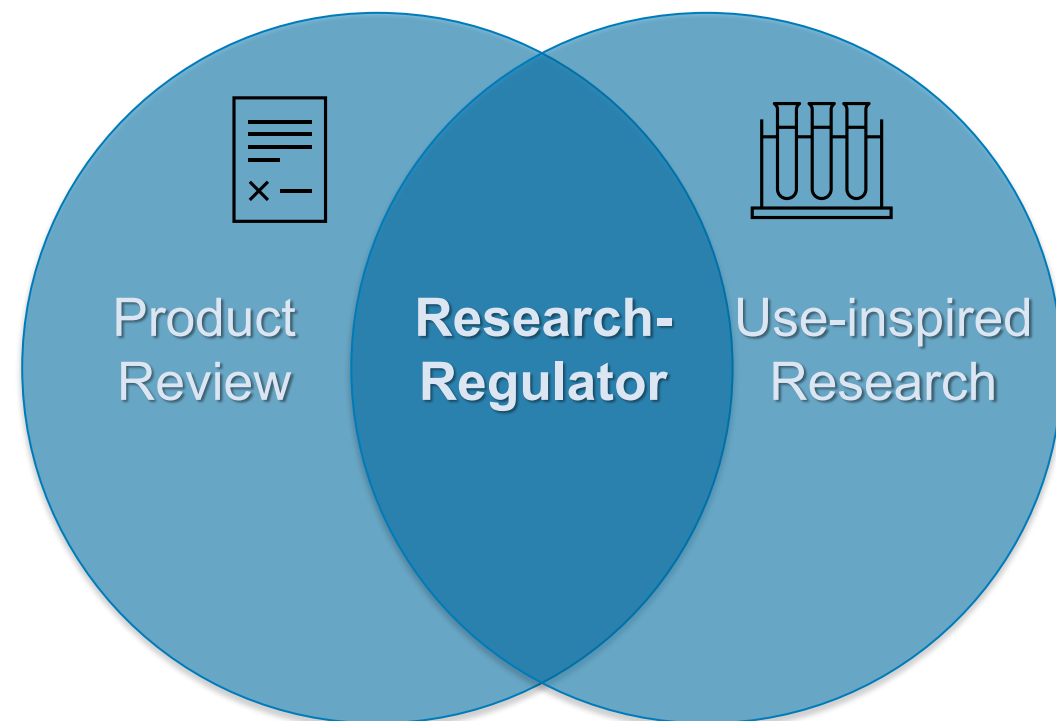 Product
Review
Research-
Regulator
Use-inspired
Research